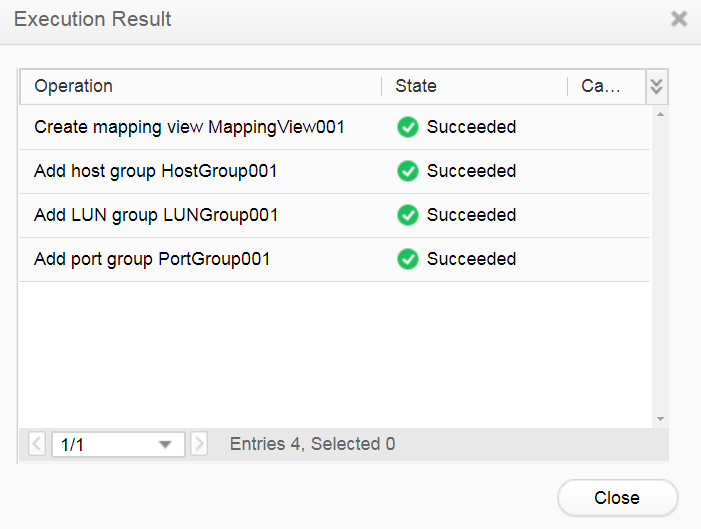 Execution Result
Operation State Ca...
Create mapping view MappingView001 Succeeded
Add host group HostGroup001 Succeeded
Add LUN group LUNGroup001 Succeeded
Add port group PortGroup001 Succeeded
1/1 Entries 4, Selected 0
Close